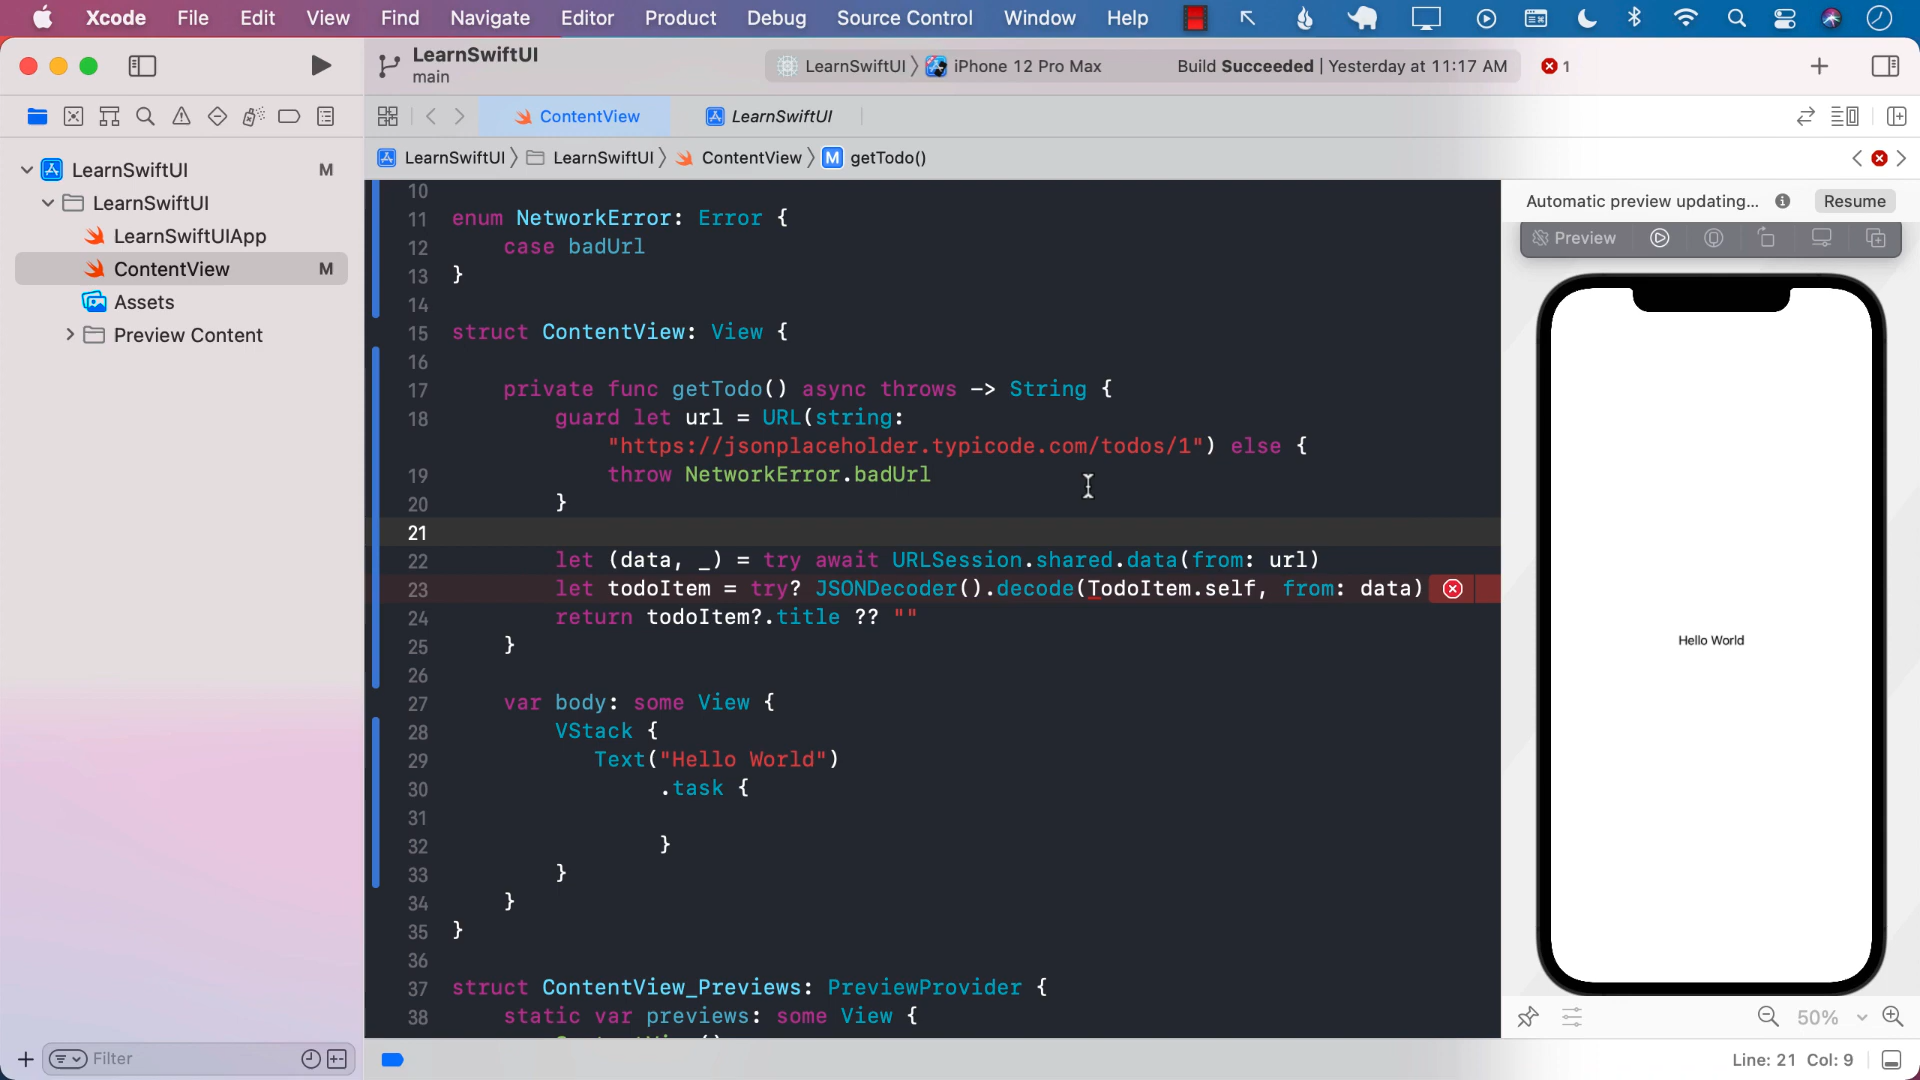 Xcode File Edit View Find Navigate Editor Product Debug Source Control Window Help
LearnSwiftUI
main
LearnSwiftUI iPhone 12 Pro Max Build Succeeded | Yesterday at 11:17 AM 1
ContentView LearnSwiftUI
LearnSwiftUI LearnSwiftUI ContentView M getTodo()
LearnSwiftUI M
LearnSwiftUI
LearnSwiftUIApp
ContentView M
Assets
Preview Content
10
11 enum NetworkError: Error {
12 case badUrl
13 }
14
15 struct ContentView: View {
16
17 private func getTodo() async throws -> String {
18 guard let url = URL(string:
"https://jsonplaceholder.typicode.com/todos/1") else {
19 throw NetworkError.badUrl
20 }
21
22 let (data, _) = try await URLSession.shared.data(from: url)
23 let todoItem = try? JSONDecoder().decode(TodoItem.self, from: data)
24 return todoItem?.title ?? ""
25 }
26
27 var body: some View {
28 VStack {
29 Text("Hello World")
30 .task {
31
32 }
33 }
34 }
35 }
36
37 struct ContentView_Previews: PreviewProvider {
38 static var previews: some View {
Automatic preview updating... Resume
Preview
Hello World
50%
Filter
Line: 21 Col: 9